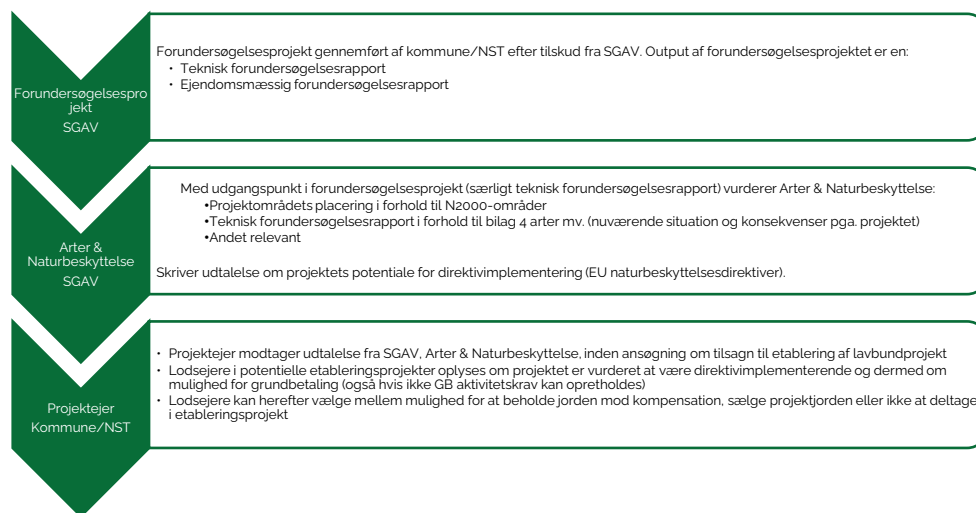 Forundersøgelsespro
jekt
SGAV
Forundersøgelsesprojekt gennemført af kommune/NST efter tilskud fra SGAV. Output af forundersøgelsesprojektet er en:
• Teknisk forundersøgelsesrapport
• Ejendomsmæssig forundersøgelsesrapport
Arter &
Naturbeskyttelse
SGAV
Med udgangspunkt i forundersøgelsesprojekt (særligt teknisk forundersøgelsesrapport) vurderer Arter & Naturbeskyttelse:
•Projektområdets placering i forhold til N2000-områder
•Teknisk forundersøgelsesrapport i forhold til bilag 4 arter mv. (nuværende situation og konsekvenser pga. projektet)
•Andet relevant
Skriver udtalelse om projektets potentiale for direktivimplementering (EU naturbeskyttelsesdirektiver).
Projektejer
Kommune/NST
• Projektejer modtager udtalelse fra SGAV, Arter & Naturbeskyttelse, inden ansøgning om tilsagn til etablering af lavbundprojekt
• Lodsejere i potentielle etableringsprojekter oplyses om projektet er vurderet at være direktivimplementerende og dermed om
mulighed for grundbetaling (også hvis ikke GB aktivitetskrav kan opretholdes)
• Lodsejere kan herefter vælge mellem mulighed for at beholde jorden mod kompensation, sælge projektjorden eller ikke at deltage
i etableringsprojekt